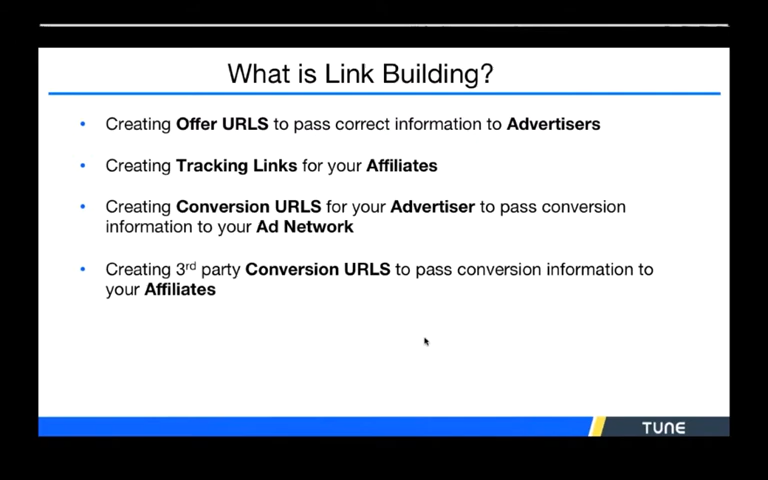 What is Link Building?
• Creating Offer URLS to pass correct information to Advertisers
• Creating Tracking Links for your Affiliates
• Creating Conversion URLS for your Advertiser to pass conversion
information to your Ad Network
• Creating 3rd party Conversion URLS to pass conversion information to
your Affiliates
TUNE